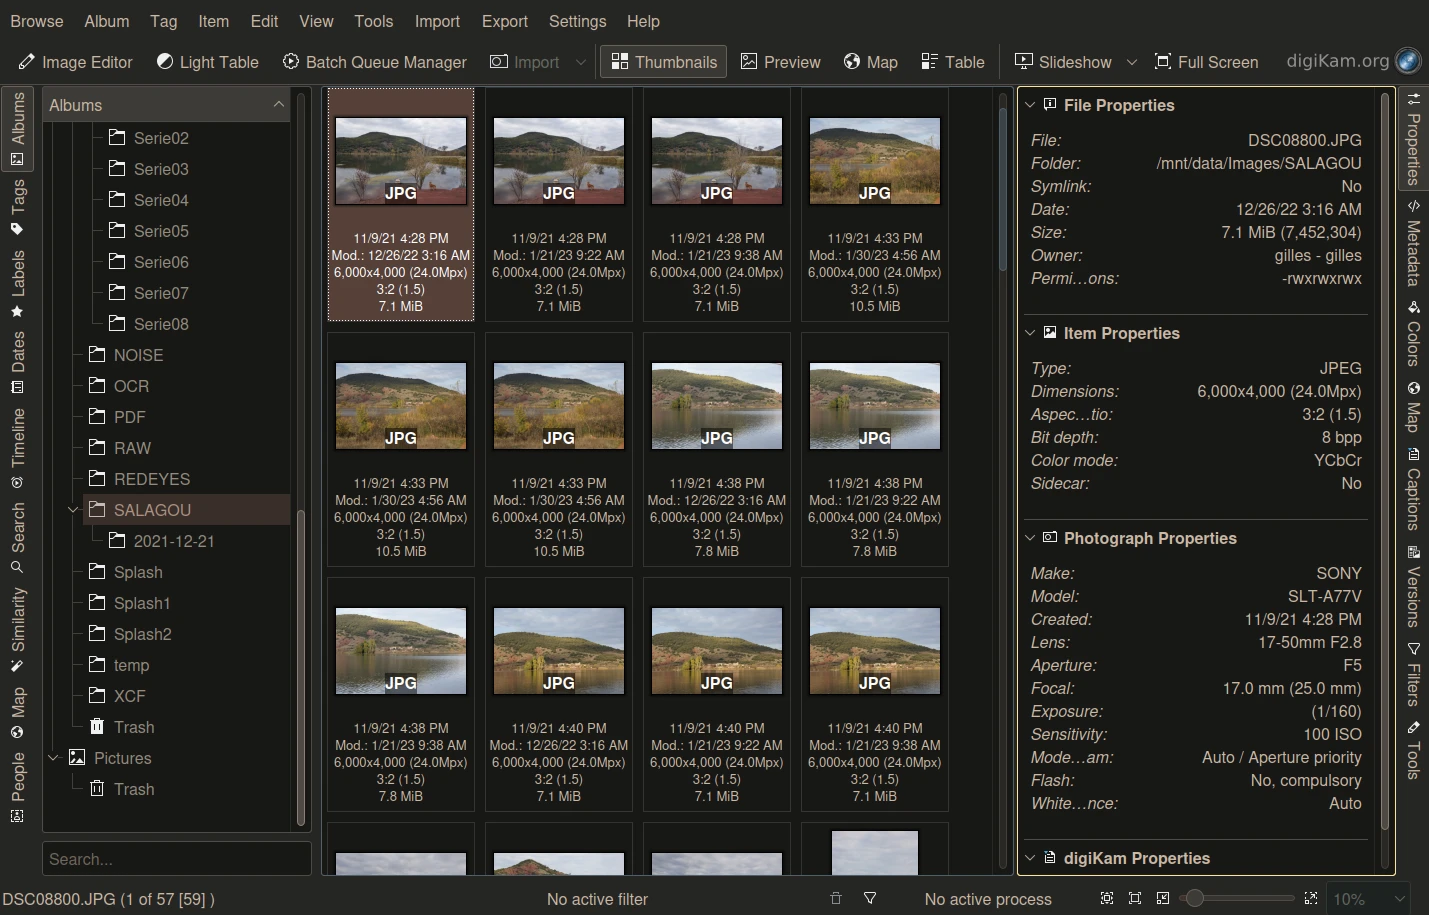 Browse Album Tag Item Edit View Tools Import Export Settings Help
Image Editor Light Table Batch Queue Manager Import Thumbnails Preview Map Table Slideshow Full Screen digiKam.org
Albums
Tags
Labels
Dates
Timeline
Search
Similarity
Map
People
Albums
Serie02
Serie03
Serie04
Serie05
Serie06
Serie07
Serie08
NOISE
OCR
PDF
RAW
REDEYES
SALAGOU
2021-12-21
Splash
Splash1
Splash2
temp
XCF
Trash
Pictures
Trash
Search...
JPG JPG JPG JPG
11/9/21 4:28 PM 11/9/21 4:28 PM 11/9/21 4:28 PM 11/9/21 4:33 PM
Mod.: 12/26/22 3:16 AM Mod.: 1/21/23 9:22 AM Mod.: 1/21/23 9:38 AM Mod.: 1/30/23 4:56 AM
6,000x4,000 (24.0Mpx) 6,000x4,000 (24.0Mpx) 6,000x4,000 (24.0Mpx) 6,000x4,000 (24.0Mpx)
3:2 (1.5) 3:2 (1.5) 3:2 (1.5) 3:2 (1.5)
7.1 MiB 7.1 MiB 7.1 MiB 10.5 MiB
JPG JPG JPG JPG
11/9/21 4:33 PM 11/9/21 4:33 PM 11/9/21 4:38 PM 11/9/21 4:38 PM
Mod.: 1/30/23 4:56 AM Mod.: 1/30/23 4:56 AM Mod.: 12/26/22 3:16 AM Mod.: 1/21/23 9:22 AM
6,000x4,000 (24.0Mpx) 6,000x4,000 (24.0Mpx) 6,000x4,000 (24.0Mpx) 6,000x4,000 (24.0Mpx)
3:2 (1.5) 3:2 (1.5) 3:2 (1.5) 3:2 (1.5)
10.5 MiB 10.5 MiB 7.8 MiB 7.8 MiB
JPG JPG JPG JPG
11/9/21 4:38 PM 11/9/21 4:40 PM 11/9/21 4:40 PM 11/9/21 4:40 PM
Mod.: 1/21/23 9:38 AM Mod.: 12/26/22 3:16 AM Mod.: 1/21/23 9:22 AM Mod.: 1/21/23 9:38 AM
6,000x4,000 (24.0Mpx) 6,000x4,000 (24.0Mpx) 6,000x4,000 (24.0Mpx) 6,000x4,000 (24.0Mpx)
3:2 (1.5) 3:2 (1.5) 3:2 (1.5) 3:2 (1.5)
7.8 MiB 7.1 MiB 7.1 MiB 7.1 MiB
File Properties
File: DSC08800.JPG
Folder: /mnt/data/Images/SALAGOU
Symlink: No
Date: 12/26/22 3:16 AM
Size: 7.1 MiB (7,452,304)
Owner: gilles - gilles
Permi...ons: -rwxrwxrwx
Item Properties
Type: JPEG
Dimensions: 6,000x4,000 (24.0Mpx)
Aspec...tio: 3:2 (1.5)
Bit depth: 8 bpp
Color mode: YCbCr
Sidecar: No
Photograph Properties
Make: SONY
Model: SLT-A77V
Created: 11/9/21 4:28 PM
Lens: 17-50mm F2.8
Aperture: F5
Focal: 17.0 mm (25.0 mm)
Exposure: (1/160)
Sensitivity: 100 ISO
Mode...am: Auto / Aperture priority
Flash: No, compulsory
White...nce: Auto
digiKam Properties
Properties
Metadata
Colors
Map
Captions
Versions
Filters
Tools
DSC08800.JPG (1 of 57 [59] ) No active filter No active process 10%